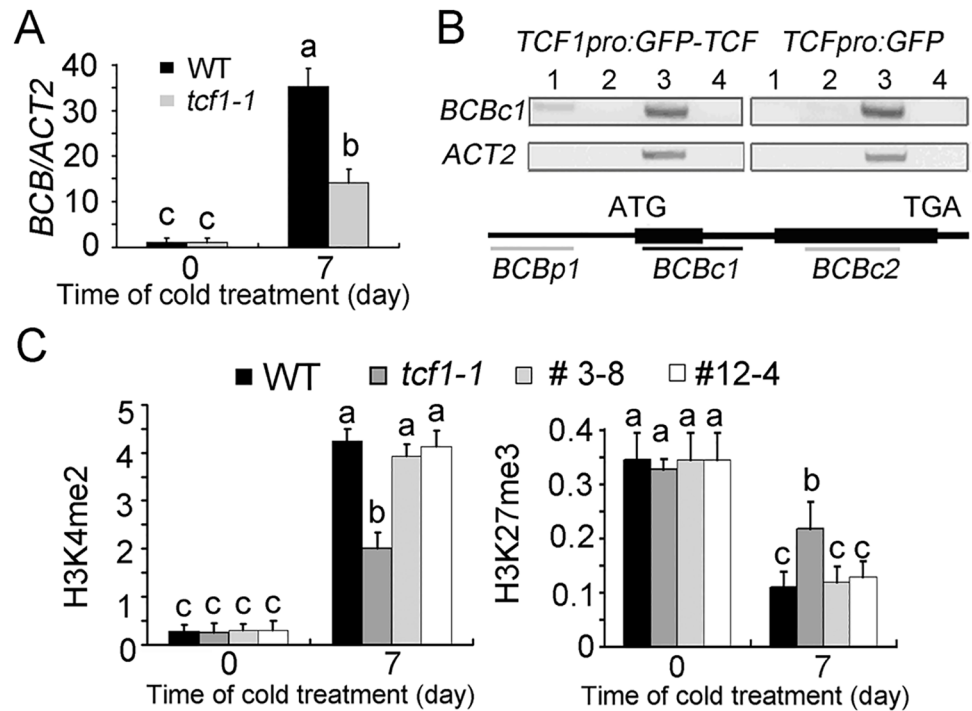 A
BCB/ACT2
40
30
20
10
0
WT
tcf1-1
c
c
a
b
0
7
Time of cold treatment (day)
B
TCF1pro:GFP-TCF
TCFpro:GFP
1 2 3 4
1 2 3 4
BCBc1
ACT2
ATG
TGA
BCBp1
BCBc1
BCBc2
C
WT
tcf1-1
# 3-8
#12-4
H3K4me2
5
4
3
2
1
0
c c c c
a
b
a
a
0
7
Time of cold treatment (day)
H3K27me3
0.4
0.3
0.2
0.1
0
a a a a
c
b
c
c
0
7
Time of cold treatment (day)